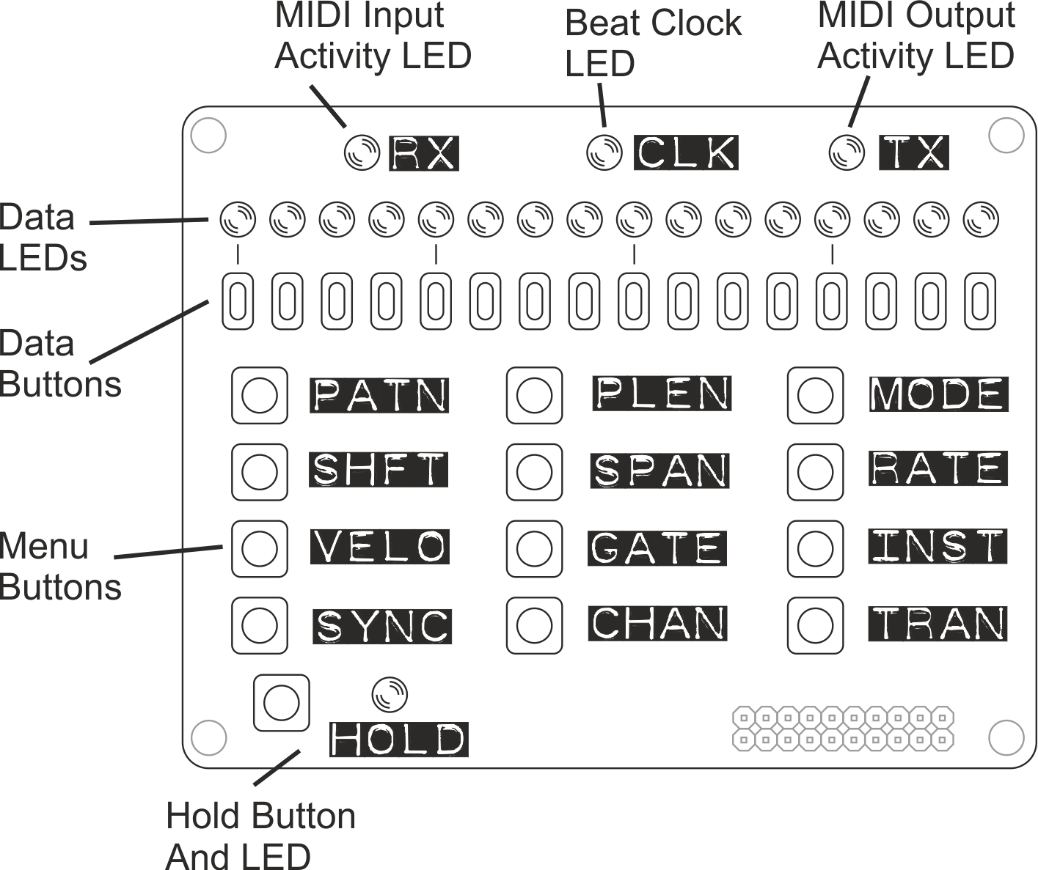 MIDI Input
Activity LED
Beat Clock
LED
MIDI Output
Activity LED
RX
CLK
TX
Data
LEDs
Data
Buttons
PATN
PLEN
MODE
SHFT
SPAN
RATE
Menu
Buttons
VELO
GATE
INST
SYNC
CHAN
TRAN
HOLD
Hold Button
And LED